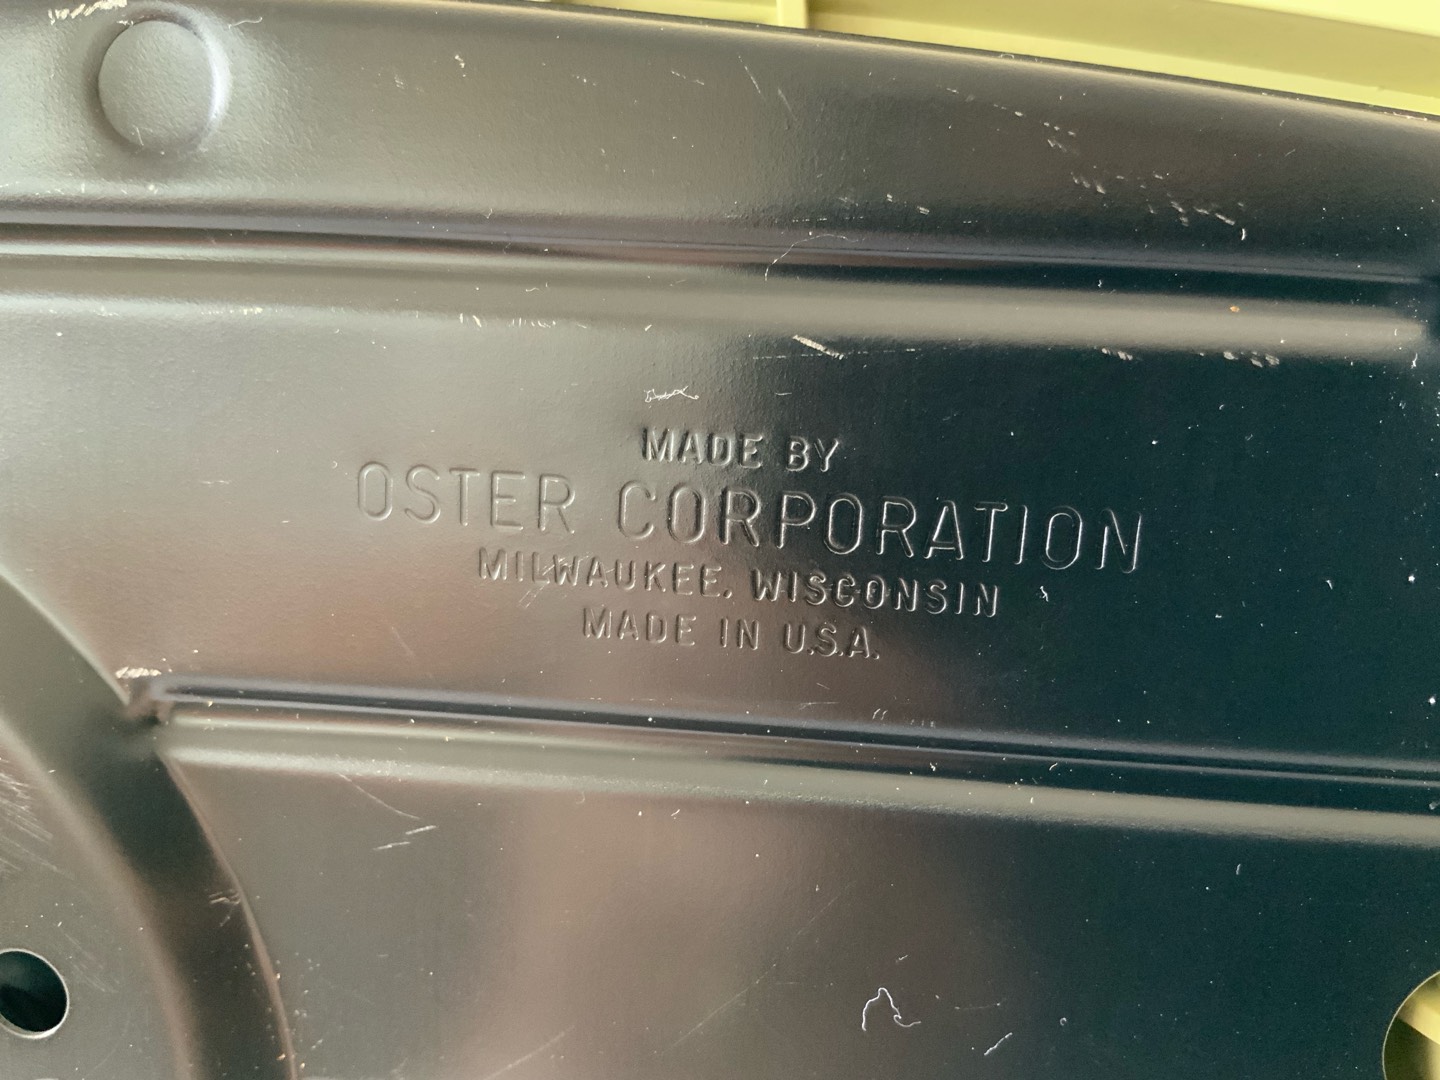 MADE BY
OSTER CORPORATION
MILWAUKEE, WISCONSIN
MADE IN U.S.A.